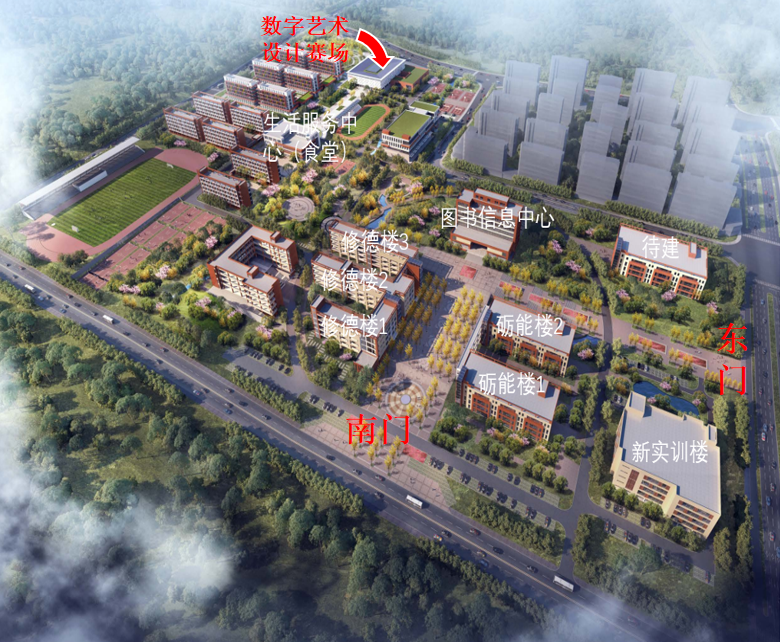 数字艺术
设计赛场
生活服务中
心（食堂）
图书信息中心
修德楼3
待建
修德楼2
修德楼1
砺能楼2
东
门
砺能楼1
南门
新实训楼